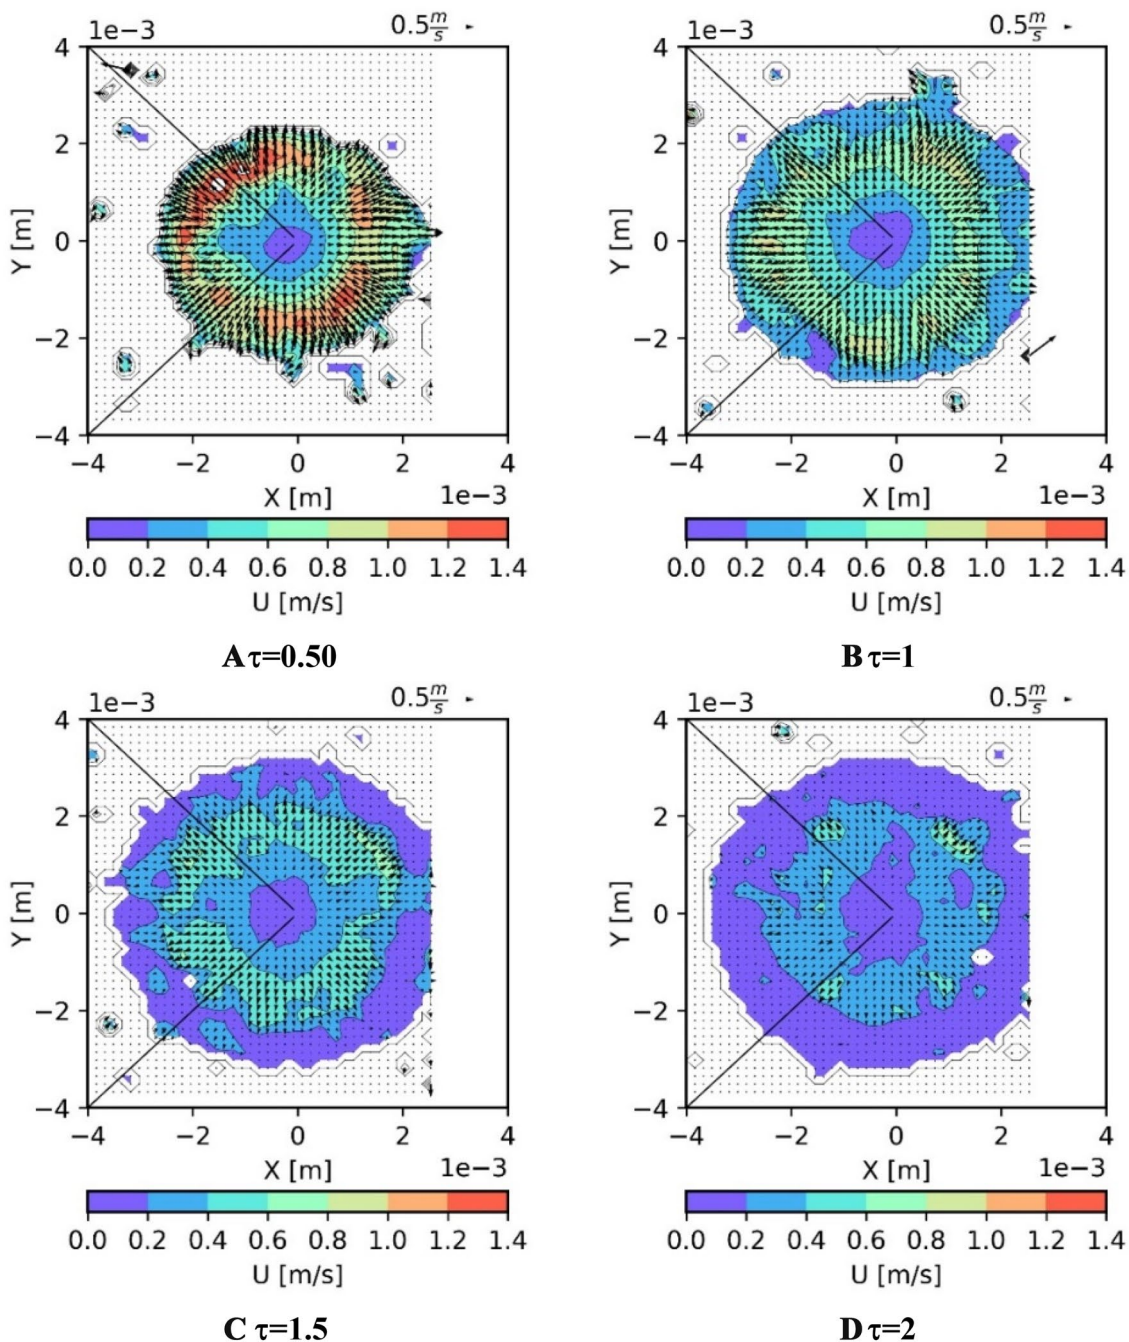 1e−3 0.5 m/s 1e−3 0.5 m/s
4 4
2 2
Y [m] 0 Y [m] 0
−2 −2
−4 −4
−4 −2 0 2 4 −4 −2 0 2 4
X [m] 1e−3 X [m] 1e−3
0.0 0.2 0.4 0.6 0.8 1.0 1.2 1.4 0.0 0.2 0.4 0.6 0.8 1.0 1.2 1.4
U [m/s] U [m/s]
A τ=0.50 B τ=1
1e−3 0.5 m/s 1e−3 0.5 m/s
4 4
2 2
Y [m] 0 Y [m] 0
−2 −2
−4 −4
−4 −2 0 2 4 −4 −2 0 2 4
X [m] 1e−3 X [m] 1e−3
0.0 0.2 0.4 0.6 0.8 1.0 1.2 1.4 0.0 0.2 0.4 0.6 0.8 1.0 1.2 1.4
U [m/s] U [m/s]
C τ=1.5 D τ=2